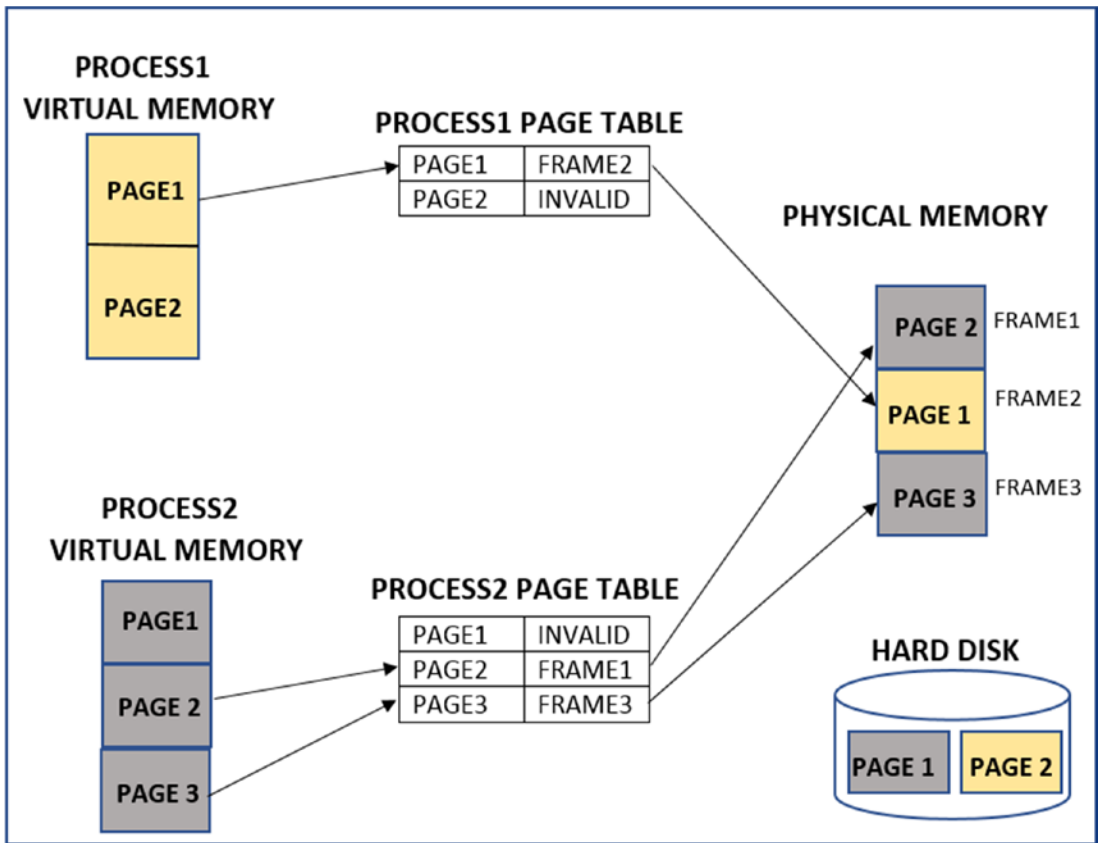 PROCESS1
VIRTUAL MEMORY
PAGE1
PAGE2
PROCESS1 PAGE TABLE
PAGE1 FRAME2
PAGE2 INVALID
PHYSICAL MEMORY
PAGE 2 FRAME1
PAGE 1 FRAME2
PAGE 3 FRAME3
PROCESS2
VIRTUAL MEMORY
PAGE1
PAGE 2
PAGE 3
PROCESS2 PAGE TABLE
PAGE1 INVALID
PAGE2 FRAME1
PAGE3 FRAME3
HARD DISK
PAGE 1 PAGE 2